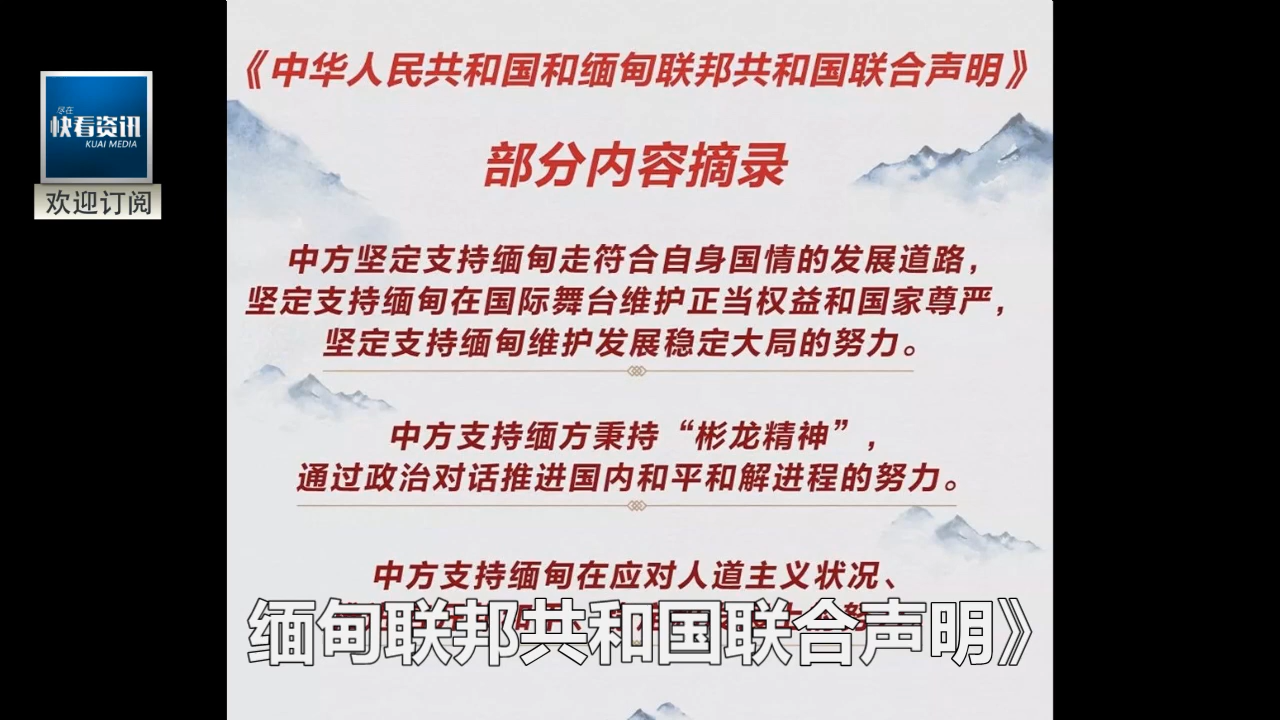 尽在
快看资讯
KUAI MEDIA
欢迎订阅
《中华人民共和国和缅甸联邦共和国联合声明》
部分内容摘录
中方坚定支持缅甸走符合自身国情的发展道路，
坚定支持缅甸在国际舞台维护正当权益和国家尊严，
坚定支持缅甸维护发展稳定大局的努力。
中方支持缅方秉持“彬龙精神”，
通过政治对话推进国内和平和解进程的努力。
中方支持缅甸在应对人道主义状况、
缅甸联邦共和国联合声明》